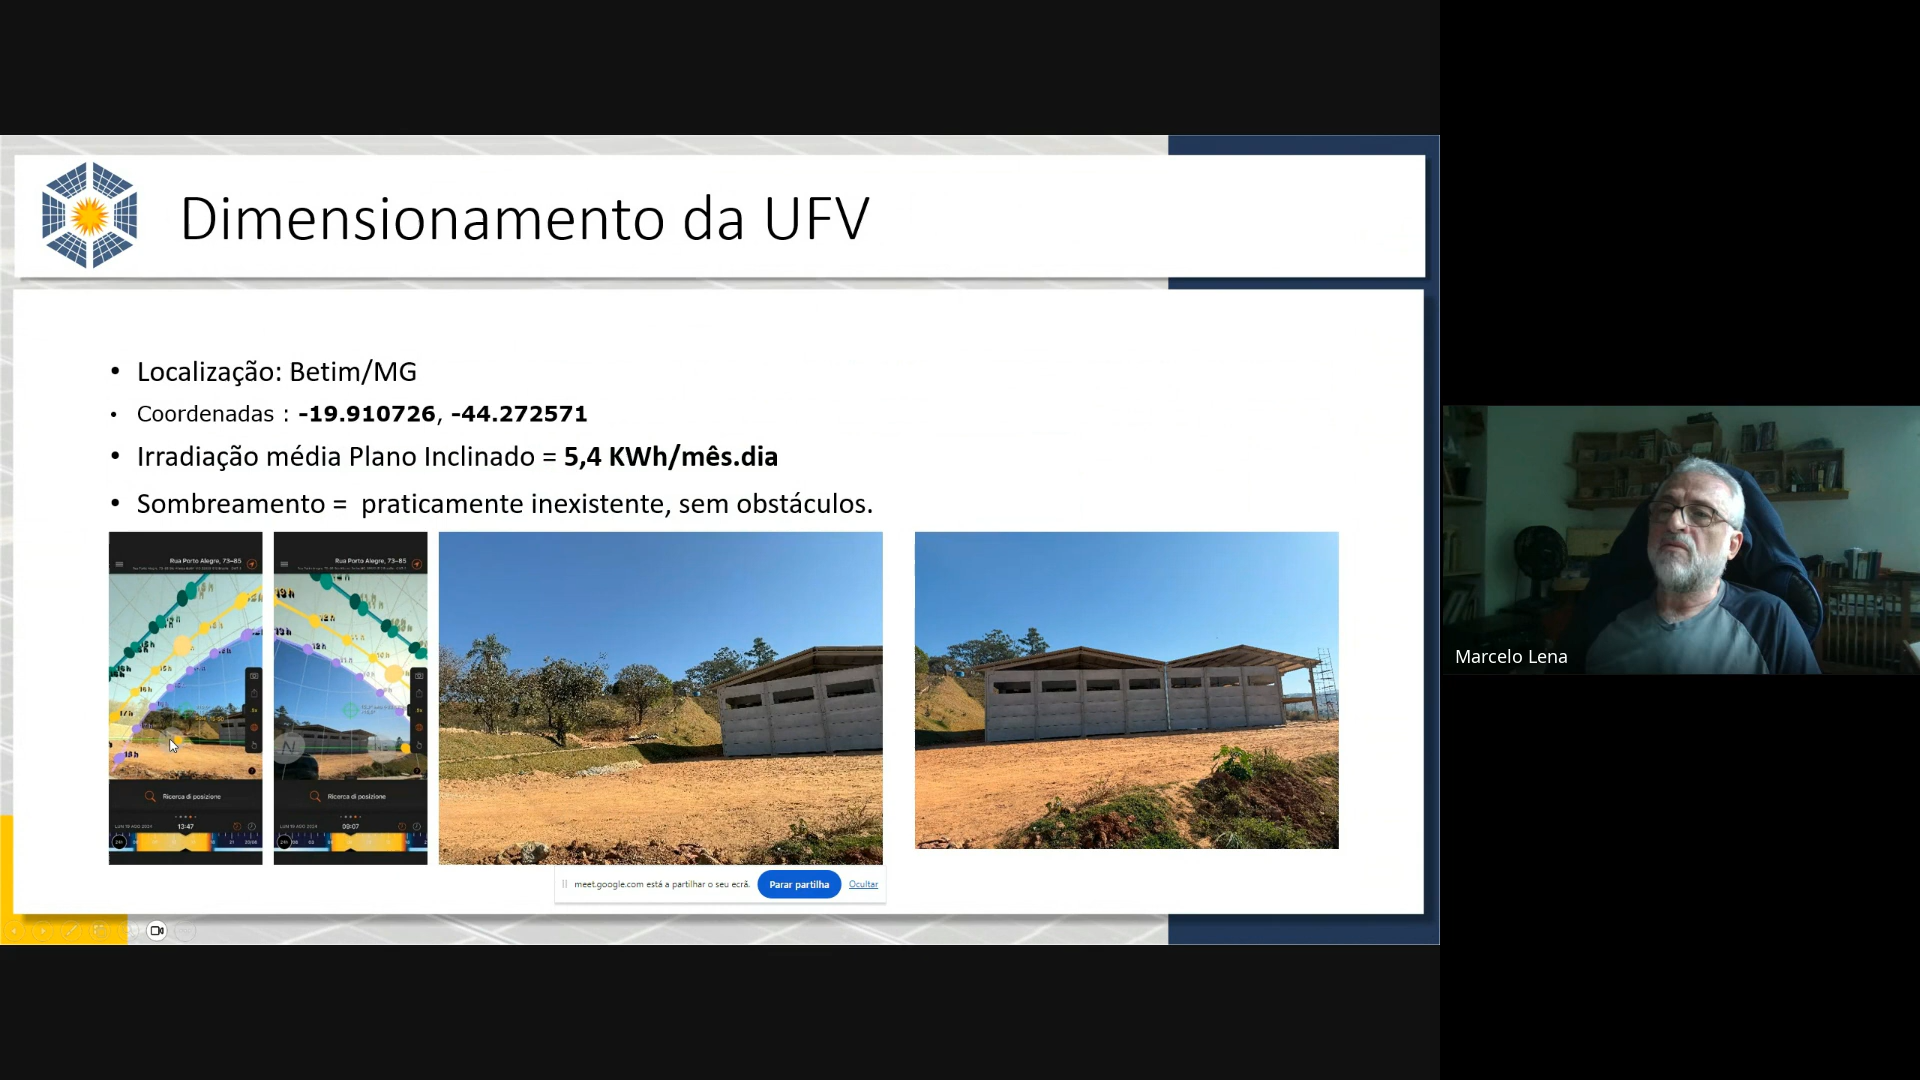 Dimensionamento da UFV
• Localização: Betim/MG
• Coordenadas : -19.910726, -44.272571
• Irradiação média Plano Inclinado = 5,4 KWh/mês.dia
• Sombreamento = praticamente inexistente, sem obstáculos.
Rua Porto Alegre, 73–85
Rua Porto Alegre, 73–85
N
Ricerca di posizione
Ricerca di posizione
13:47
09:07
meet.google.com está a partilhar o seu ecrã.
Parar partilha
Ocultar
Marcelo Lena